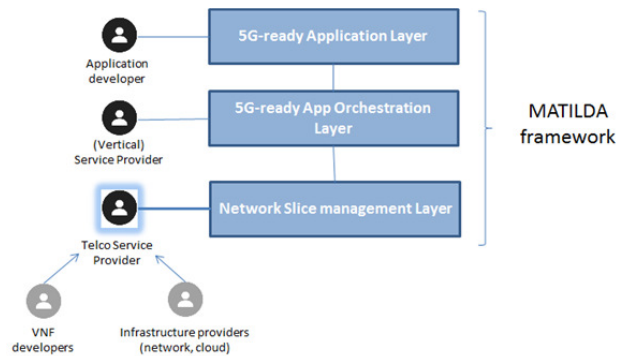 5G-ready Application Layer
Application
developer
5G-ready App Orchestration
Layer
(Vertical)
Service Provider
MATILDA
framework
Network Slice management Layer
Telco Service
Provider
VNF
developers
Infrastructure providers
(network, cloud)